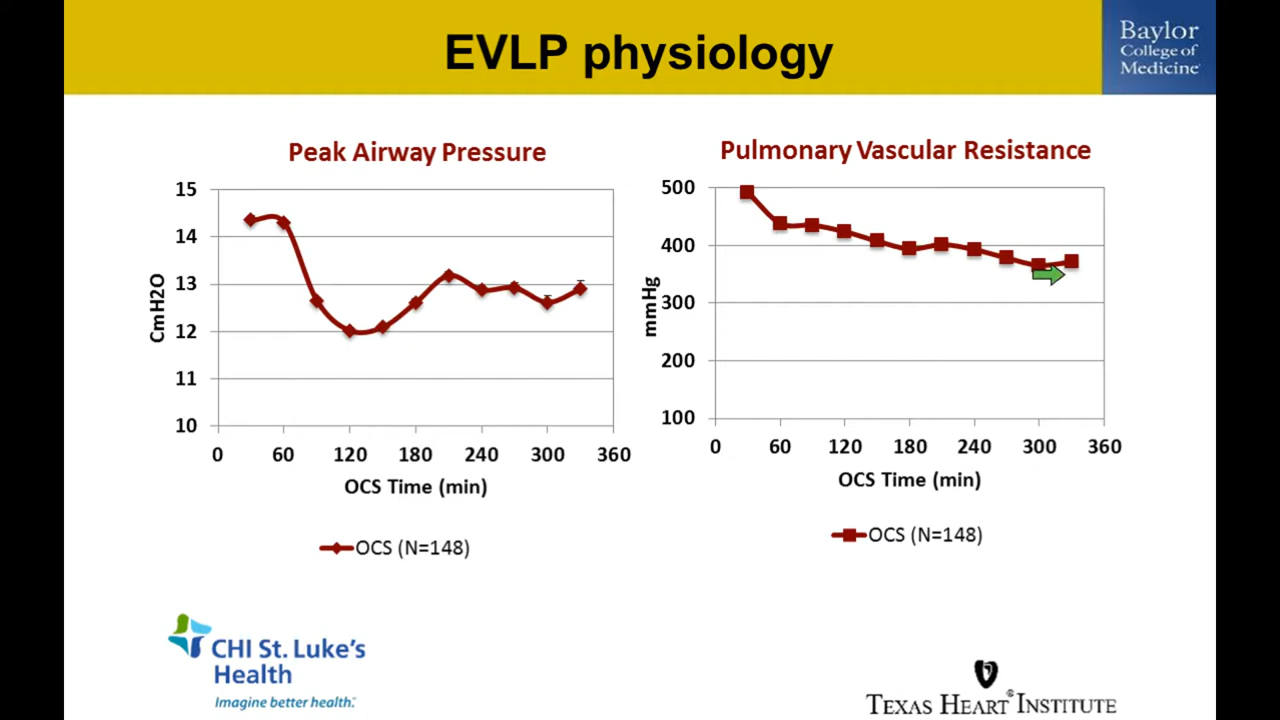 EVLP physiology
Baylor
College of
Medicine
Peak Airway Pressure
15
14
13
12
11
10
CmH2O
0 60 120 180 240 300 360
OCS Time (min)
OCS (N=148)
Pulmonary Vascular Resistance
500
400
300
200
100
mmHg
0 60 120 180 240 300 360
OCS Time (min)
OCS (N=148)
CHI St. Luke's
Health
Imagine better health.™
TEXAS HEART® INSTITUTE